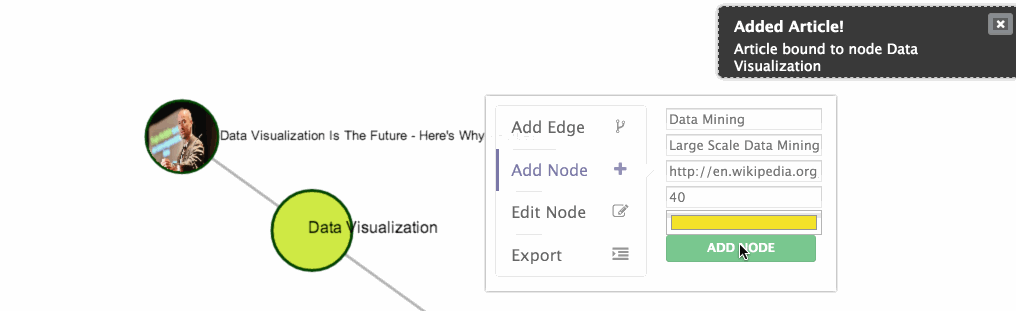 Added Article!
Article bound to node Data
Visualization
Data Visualization Is The Future - Here's Why
Data Visualization
Add Edge
Add Node
Edit Node
Export
Data Mining
Large Scale Data Mining
http://en.wikipedia.org
40
ADD NODE